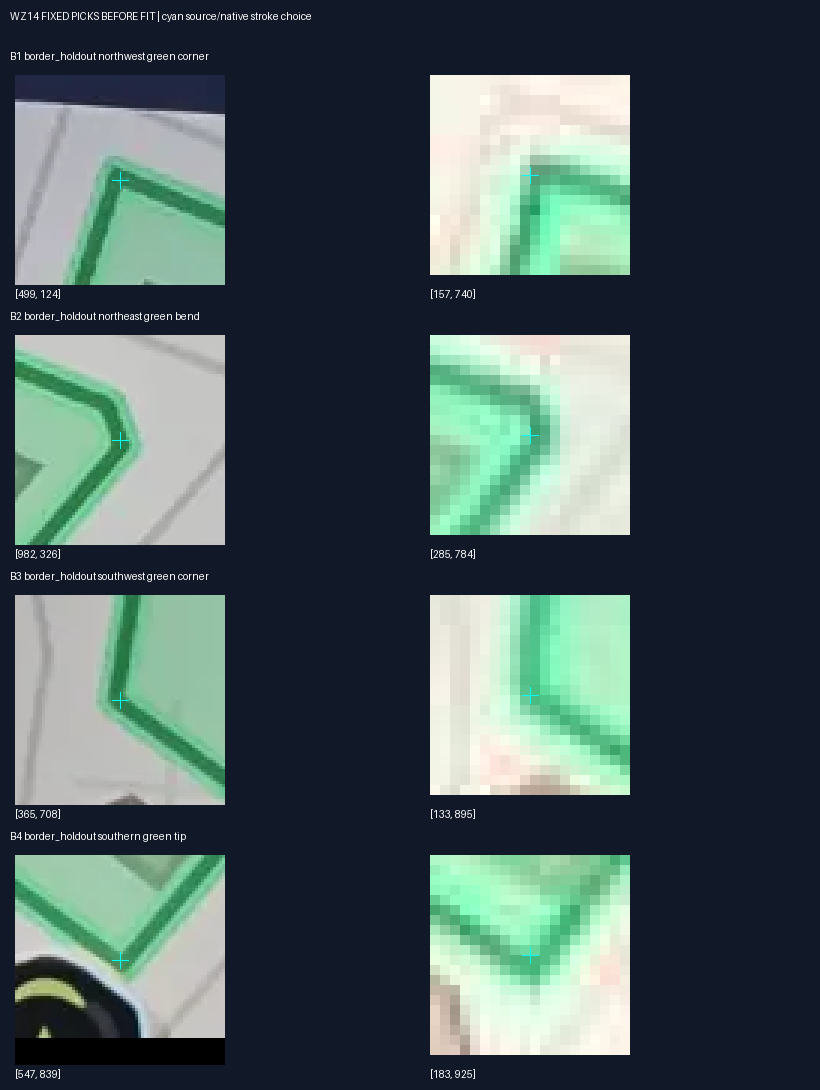 WZ14 FIXED PICKS BEFORE FIT | cyan source/native stroke choice
B1 border_holdout northwest green corner
[499, 124]
[157, 740]
B2 border_holdout northeast green bend
[982, 326]
[285, 784]
B3 border_holdout southwest green corner
[365, 708]
[133, 895]
B4 border_holdout southern green tip
[547, 839]
[183, 925]